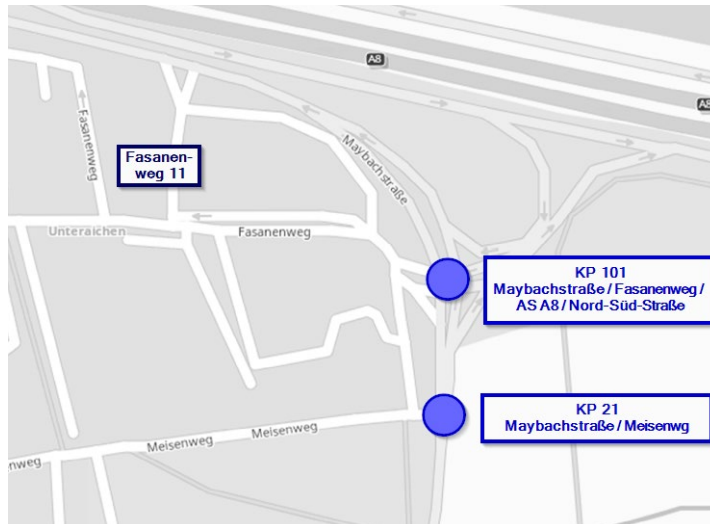 A8
A8
Fasanenweg
Maybachstraße
Fasanen-
weg 11
Unteraichen
Fasanenweg
KP 101
Maybachstraße / Fasanenweg /
AS A8 / Nord-Süd-Straße
KP 21
Maybachstraße / Meisenwg
Meisenweg
Meisenweg
enweg